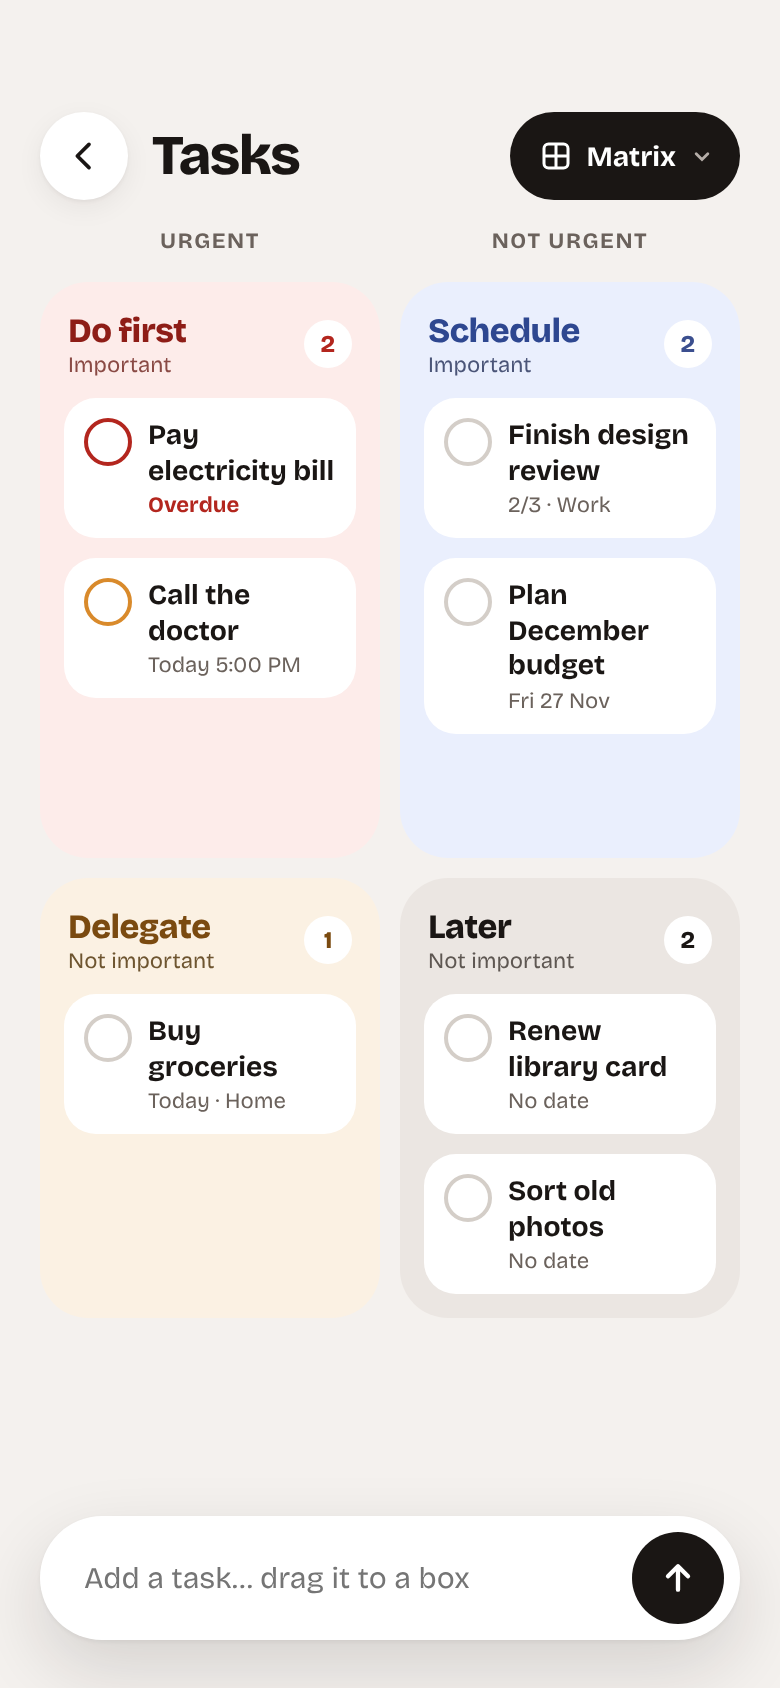 Tasks
Matrix
URGENT
NOT URGENT
Do first
Important
2
Pay
electricity bill
Overdue
Call the
doctor
Today 5:00 PM
Schedule
Important
2
Finish design
review
2/3 · Work
Plan
December
budget
Fri 27 Nov
Delegate
Not important
1
Buy
groceries
Today · Home
Later
Not important
2
Renew
library card
No date
Sort old
photos
No date
Add a task... drag it to a box